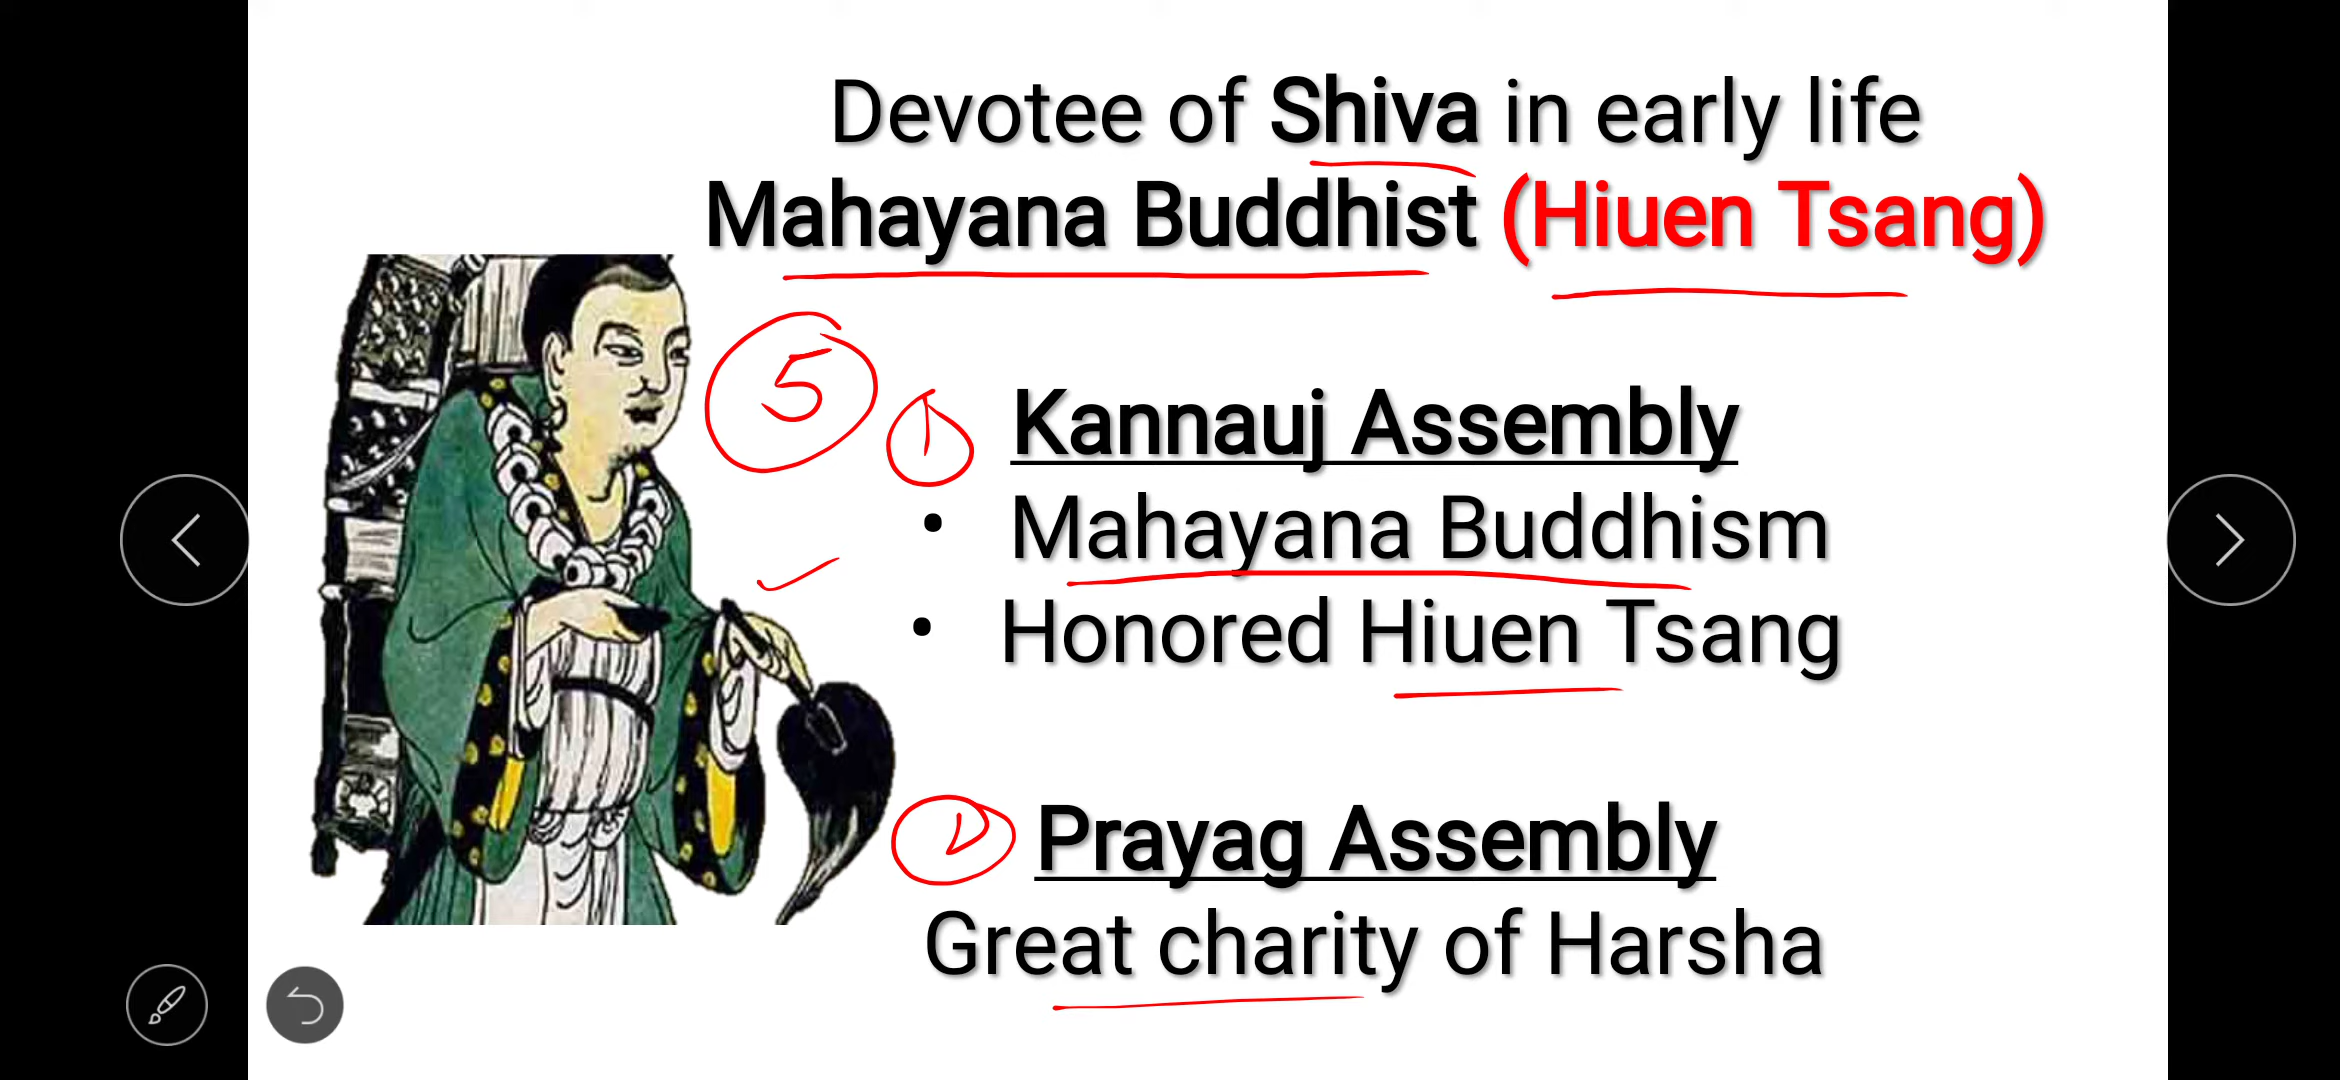 Devotee of Shiva in early life
Mahayana Buddhist (Hiuen Tsang)
5
1 Kannauj Assembly
• Mahayana Buddhism
• Honored Hiuen Tsang
2 Prayag Assembly
Great charity of Harsha